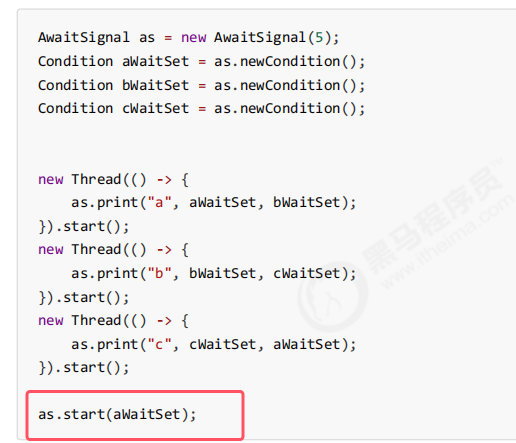 AwaitSignal as = new AwaitSignal(5);
Condition aWaitSet = as.newCondition();
Condition bWaitSet = as.newCondition();
Condition cWaitSet = as.newCondition();
new Thread(() -> {
as.print("a", aWaitSet, bWaitSet);
}).start();
new Thread(() -> {
as.print("b", bWaitSet, cWaitSet);
}).start();
new Thread(() -> {
as.print("c", cWaitSet, aWaitSet);
}).start();
as.start(aWaitSet);
黑马程序员™
www.itheima.com